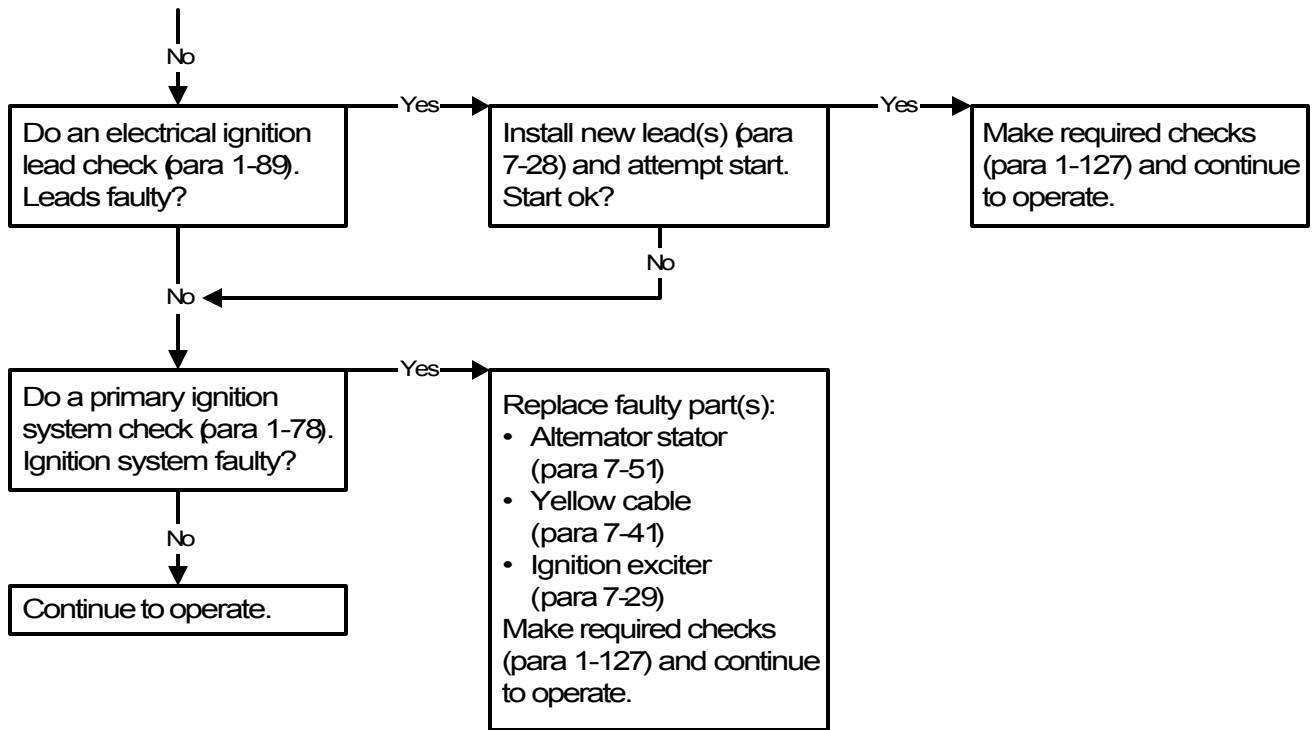 No
Do an electrical ignition
lead check (para 1-89).
Leads faulty?
Yes
Install new lead(s) (para
7-28) and attempt start.
Start ok?
Yes
Make required checks
(para 1-127) and continue
to operate.
No
No
Do a primary ignition
system check (para 1-78).
Ignition system faulty?
Yes
Replace faulty part(s):
• Alternator stator
(para 7-51)
• Yellow cable
(para 7-41)
• Ignition exciter
(para 7-29)
Make required checks
(para 1-127) and continue
to operate.
No
Continue to operate.